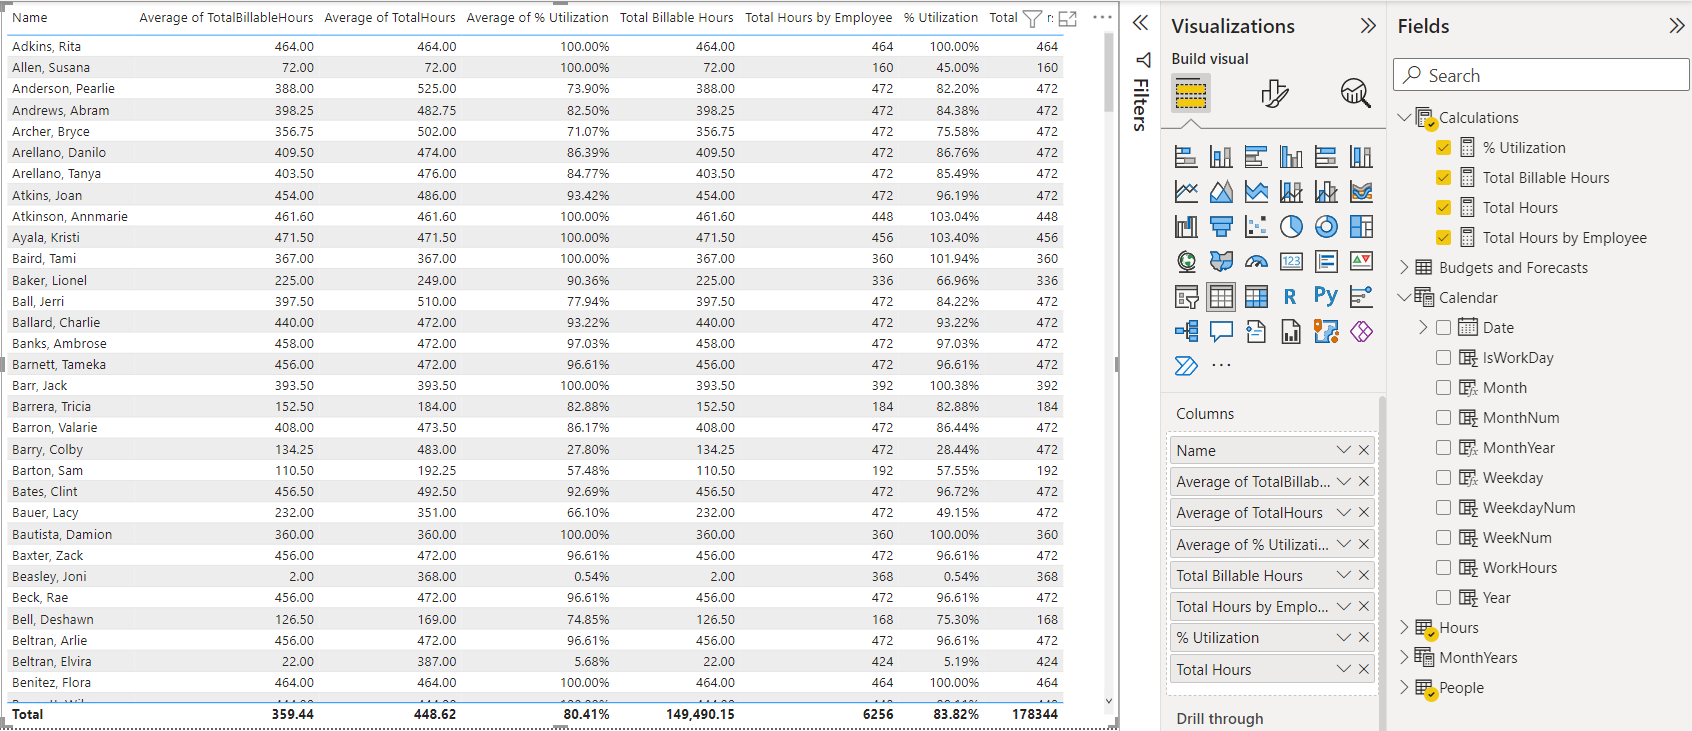 Name Average of TotalBillableHours Average of TotalHours Average of % Utilization Total Billable Hours Total Hours by Employee % Utilization Total
Adkins, Rita 464.00 464.00 100.00% 464.00 464 100.00% 464
Allen, Susana 72.00 72.00 100.00% 72.00 160 45.00% 160
Anderson, Pearlie 388.00 525.00 73.90% 388.00 472 82.20% 472
Andrews, Abram 398.25 482.75 82.50% 398.25 472 84.38% 472
Archer, Bryce 356.75 502.00 71.07% 356.75 472 75.58% 472
Arellano, Danilo 409.50 474.00 86.39% 409.50 472 86.76% 472
Arellano, Tanya 403.50 476.00 84.77% 403.50 472 85.49% 472
Atkins, Joan 454.00 486.00 93.42% 454.00 472 96.19% 472
Atkinson, Annmarie 461.60 461.60 100.00% 461.60 448 103.04% 448
Ayala, Kristi 471.50 471.50 100.00% 471.50 456 103.40% 456
Baird, Tami 367.00 367.00 100.00% 367.00 360 101.94% 360
Baker, Lionel 225.00 249.00 90.36% 225.00 336 66.96% 336
Ball, Jerri 397.50 510.00 77.94% 397.50 472 84.22% 472
Ballard, Charlie 440.00 472.00 93.22% 440.00 472 93.22% 472
Banks, Ambrose 458.00 472.00 97.03% 458.00 472 97.03% 472
Barnett, Tameka 456.00 472.00 96.61% 456.00 472 96.61% 472
Barr, Jack 393.50 393.50 100.00% 393.50 392 100.38% 392
Barrera, Tricia 152.50 184.00 82.88% 152.50 184 82.88% 184
Barron, Valarie 408.00 473.50 86.17% 408.00 472 86.44% 472
Barry, Colby 134.25 483.00 27.80% 134.25 472 28.44% 472
Barton, Sam 110.50 192.25 57.48% 110.50 192 57.55% 192
Bates, Clint 456.50 492.50 92.69% 456.50 472 96.72% 472
Bauer, Lacy 232.00 351.00 66.10% 232.00 472 49.15% 472
Bautista, Damion 360.00 360.00 100.00% 360.00 360 100.00% 360
Baxter, Zack 456.00 472.00 96.61% 456.00 472 96.61% 472
Beasley, Joni 2.00 368.00 0.54% 2.00 368 0.54% 368
Beck, Rae 456.00 472.00 96.61% 456.00 472 96.61% 472
Bell, Deshawn 126.50 169.00 74.85% 126.50 168 75.30% 168
Beltran, Arlie 456.00 472.00 96.61% 456.00 472 96.61% 472
Beltran, Elvira 22.00 387.00 5.68% 22.00 424 5.19% 424
Benitez, Flora 464.00 464.00 100.00% 464.00 464 100.00% 464
Total 359.44 448.62 80.41% 149,490.15 6256 83.82% 178344
Filters
Visualizations
Build visual
123
R
Py
Columns
Name
Average of TotalBillab...
Average of TotalHours
Average of % Utilizati...
Total Billable Hours
Total Hours by Emplo...
% Utilization
Total Hours
Drill through
Fields
Search
Calculations
% Utilization
Total Billable Hours
Total Hours
Total Hours by Employee
Budgets and Forecasts
Calendar
Date
IsWorkDay
Month
MonthNum
MonthYear
Weekday
WeekdayNum
WeekNum
WorkHours
Year
Hours
MonthYears
People